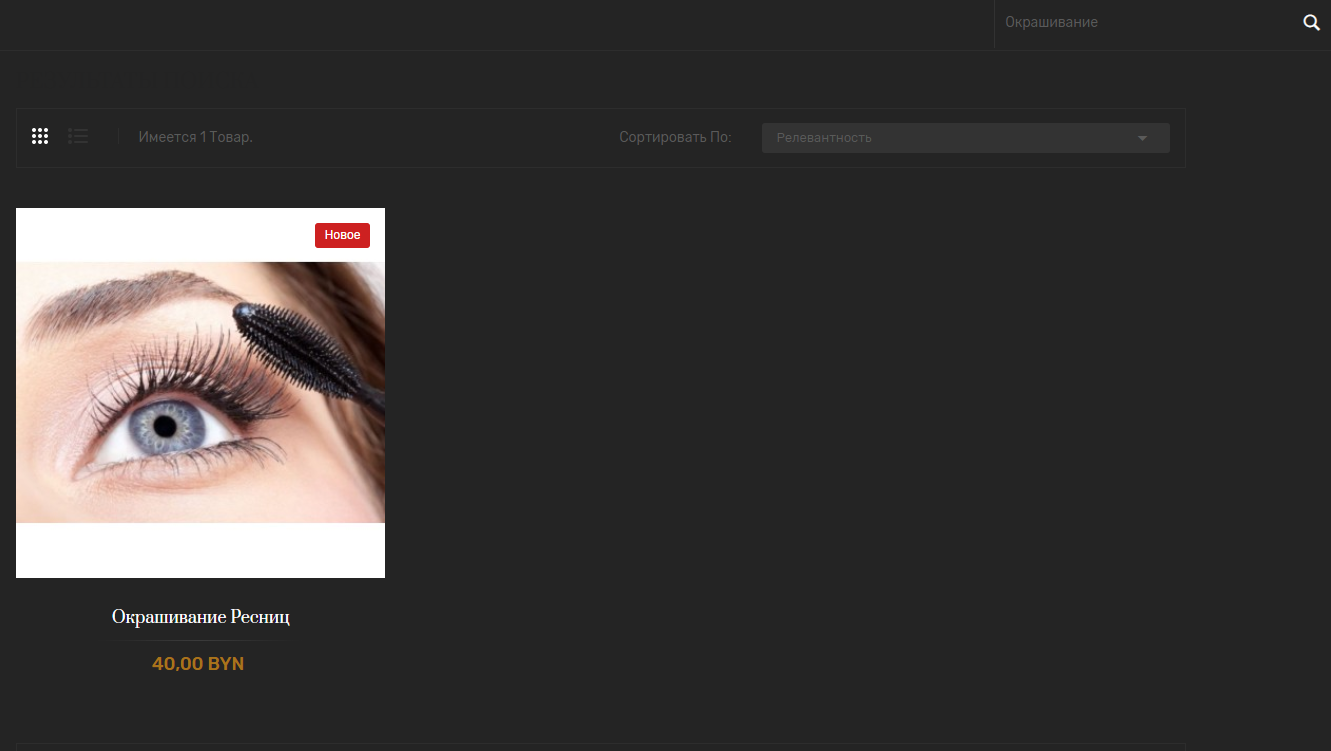 Окрашивание
Имеется 1 Товар.
Сортировать По:
Релевантность
Новое
Окрашивание Ресниц
40,00 BYN